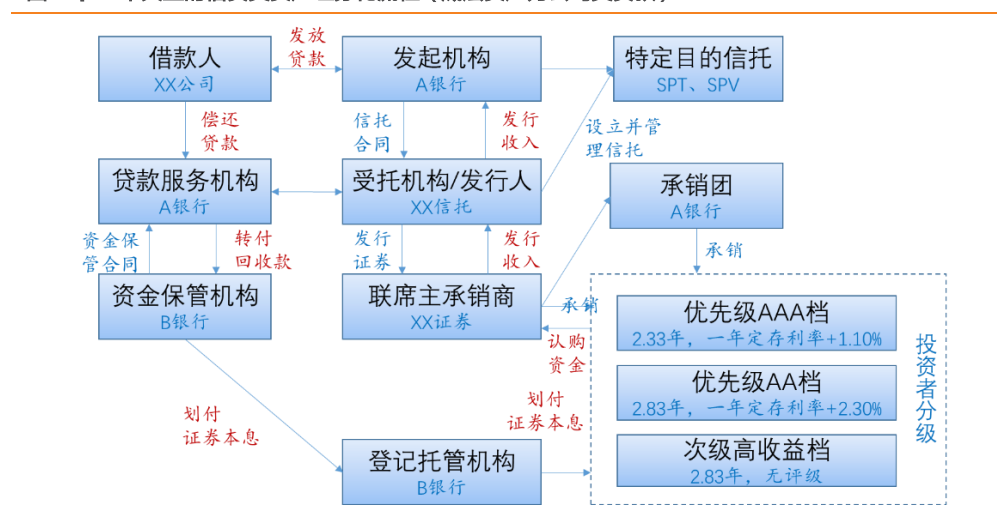 借款人
XX公司
发放
贷款
发起机构
A银行
特定目的信托
SPT、SPV
偿还
贷款
信托
合同
发行
收入
设立并管
理信托
贷款服务机构
A银行
受托机构/发行人
XX信托
承销团
A银行
资金保
管合同
转付
回收款
发行
证券
发行
收入
承销
资金保管机构
B银行
联席主承销商
XX证券
承销
认购
资金
优先级AAA档
2.33年，一年定存利率+1.10%
优先级AA档
2.83年，一年定存利率+2.30%
次级高收益档
2.83年，无评级
投资者分级
划付
证券本息
划付
证券本息
登记托管机构
B银行